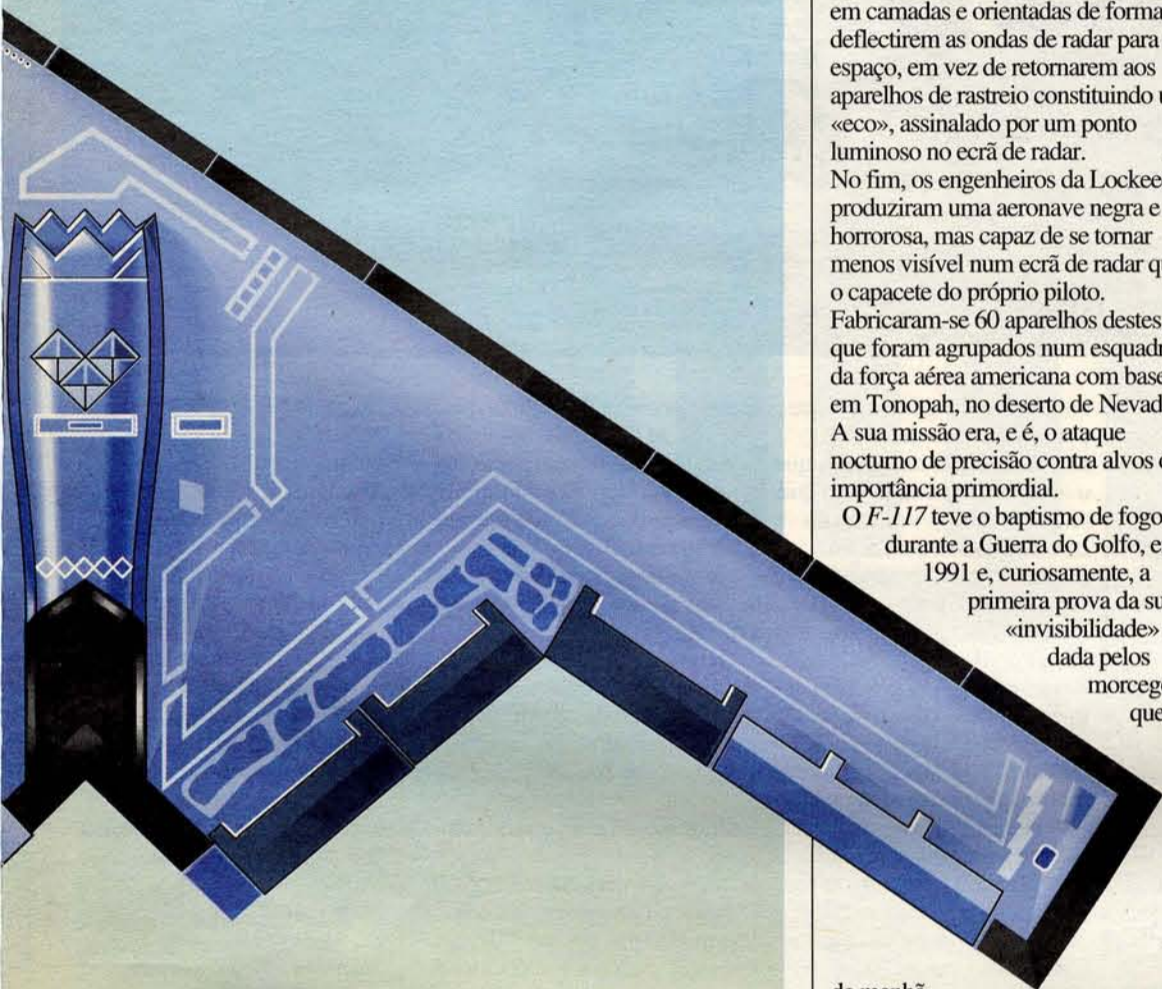 em camadas e orientadas de forma
deflectirem as ondas de radar para
espaço, em vez de retornarem aos
aparelhos de rastreio constituindo
«eco», assinalado por um ponto
luminoso no ecrã de radar.
No fim, os engenheiros da Lockee
produziram uma aeronave negra e
horrorosa, mas capaz de se tornar
menos visível num ecrã de radar q
o capacete do próprio piloto.
Fabricaram-se 60 aparelhos destes
que foram agrupados num esquadr
da força aérea americana com base
em Tonopah, no deserto de Nevad
A sua missão era, e é, o ataque
nocturno de precisão contra alvos
importância primordial.
O F-117 teve o baptismo de fogo
durante a Guerra do Golfo, e
1991 e, curiosamente, a
primeira prova da su
«invisibilidade»
dada pelos
morceg
que